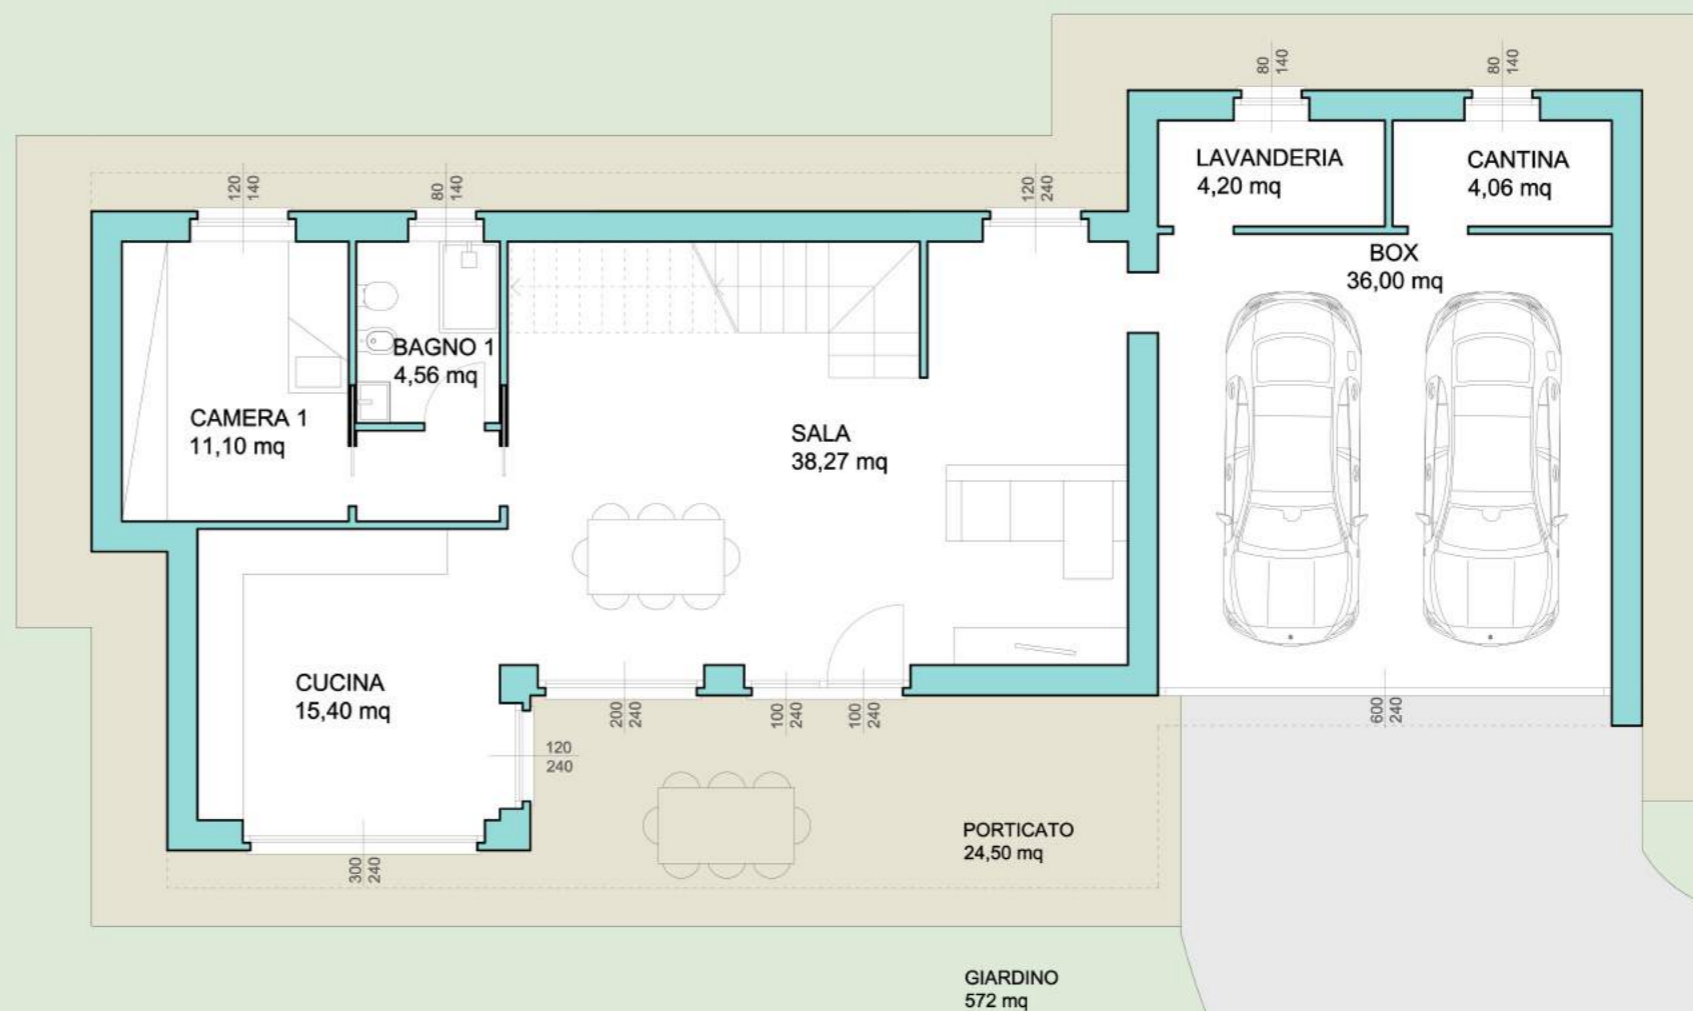 80
140
80
140
LAVANDERIA
4,20 mq
CANTINA
4,06 mq
120
140
80
140
120
240
BOX
36,00 mq
BAGNO 1
4,56 mq
CAMERA 1
11,10 mq
SALA
38,27 mq
CUCINA
15,40 mq
200
240
100
240
100
240
600
240
120
240
PORTICATO
24,50 mq
300
240
GIARDINO
572 mq